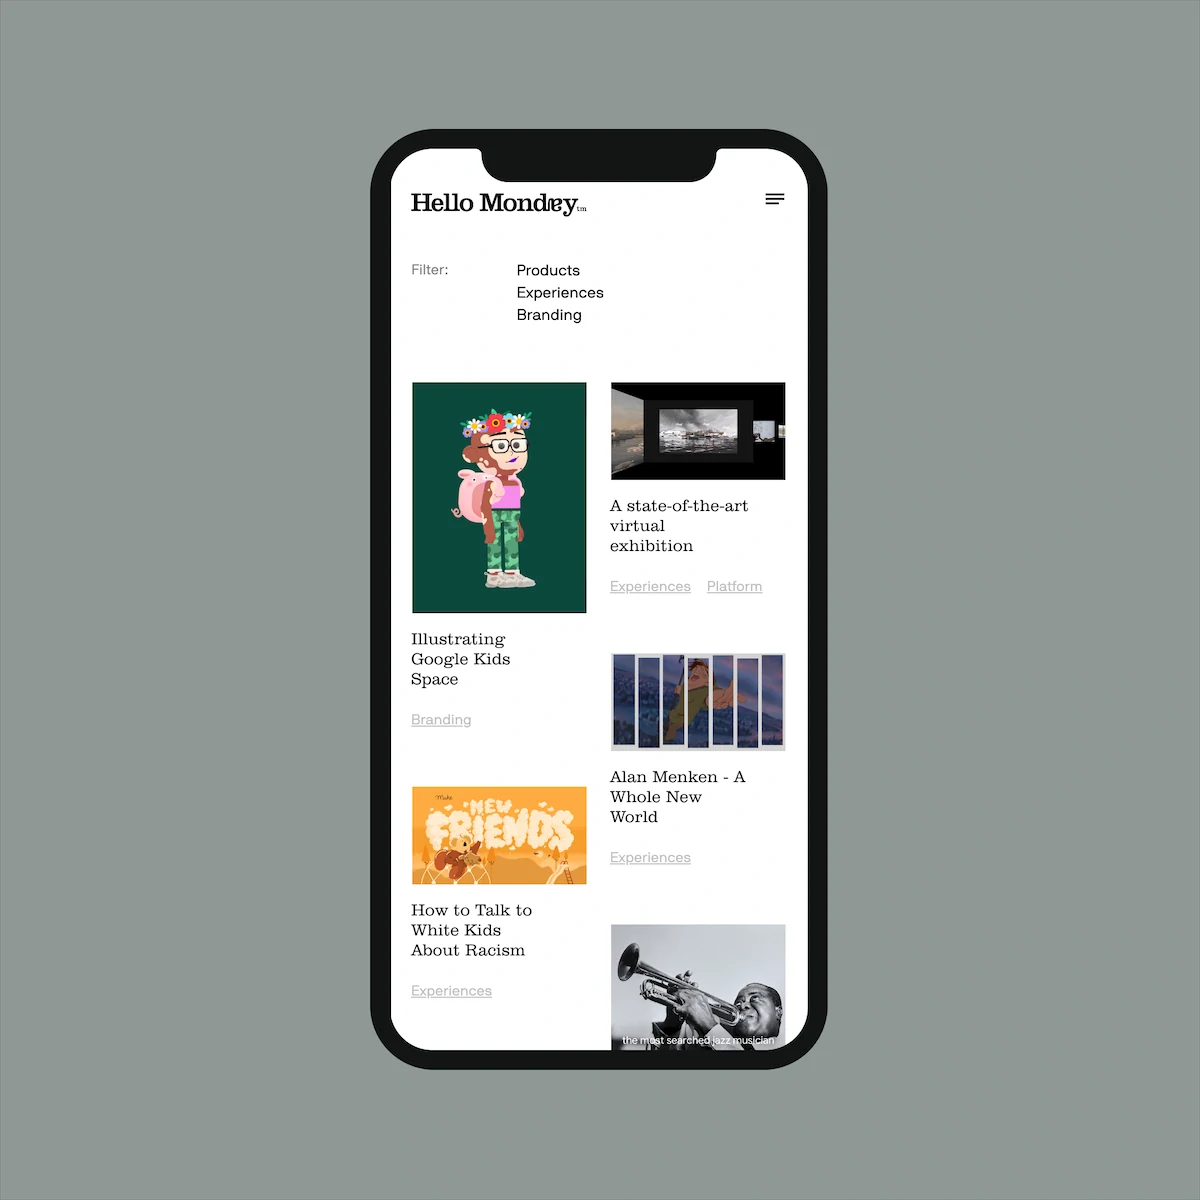 Hello Monday tm
Filter:
Products
Experiences
Branding
Illustrating
Google Kids
Space
Branding
Make
NEW
FRIENDS
How to Talk to
White Kids
About Racism
Experiences
A state-of-the-art
virtual
exhibition
Experiences Platform
Alan Menken - A
Whole New
World
Experiences
the most searched jazz musician